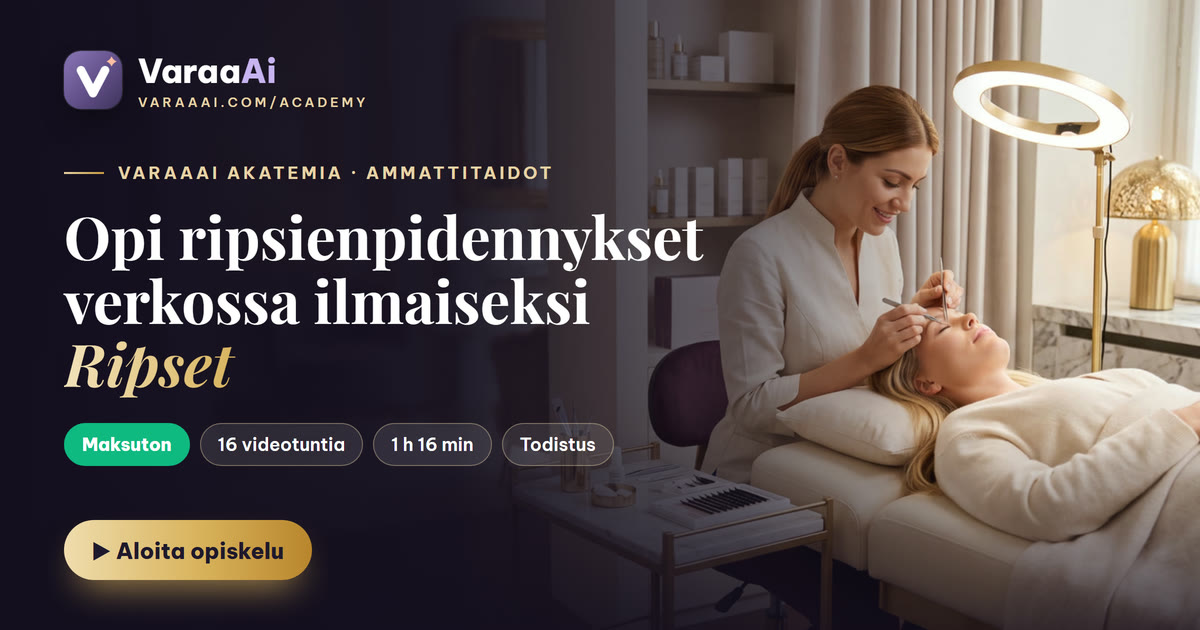 VaraaAi
VARAAAI.COM/ACADEMY
VARAAAI AKATEMIA · AMMATTITAIDOT
Opi ripsienpidennykset
verkossa ilmaiseksi
Ripset
Maksuton
16 videotuntia
1 h 16 min
Todistus
▶ Aloita opiskelu